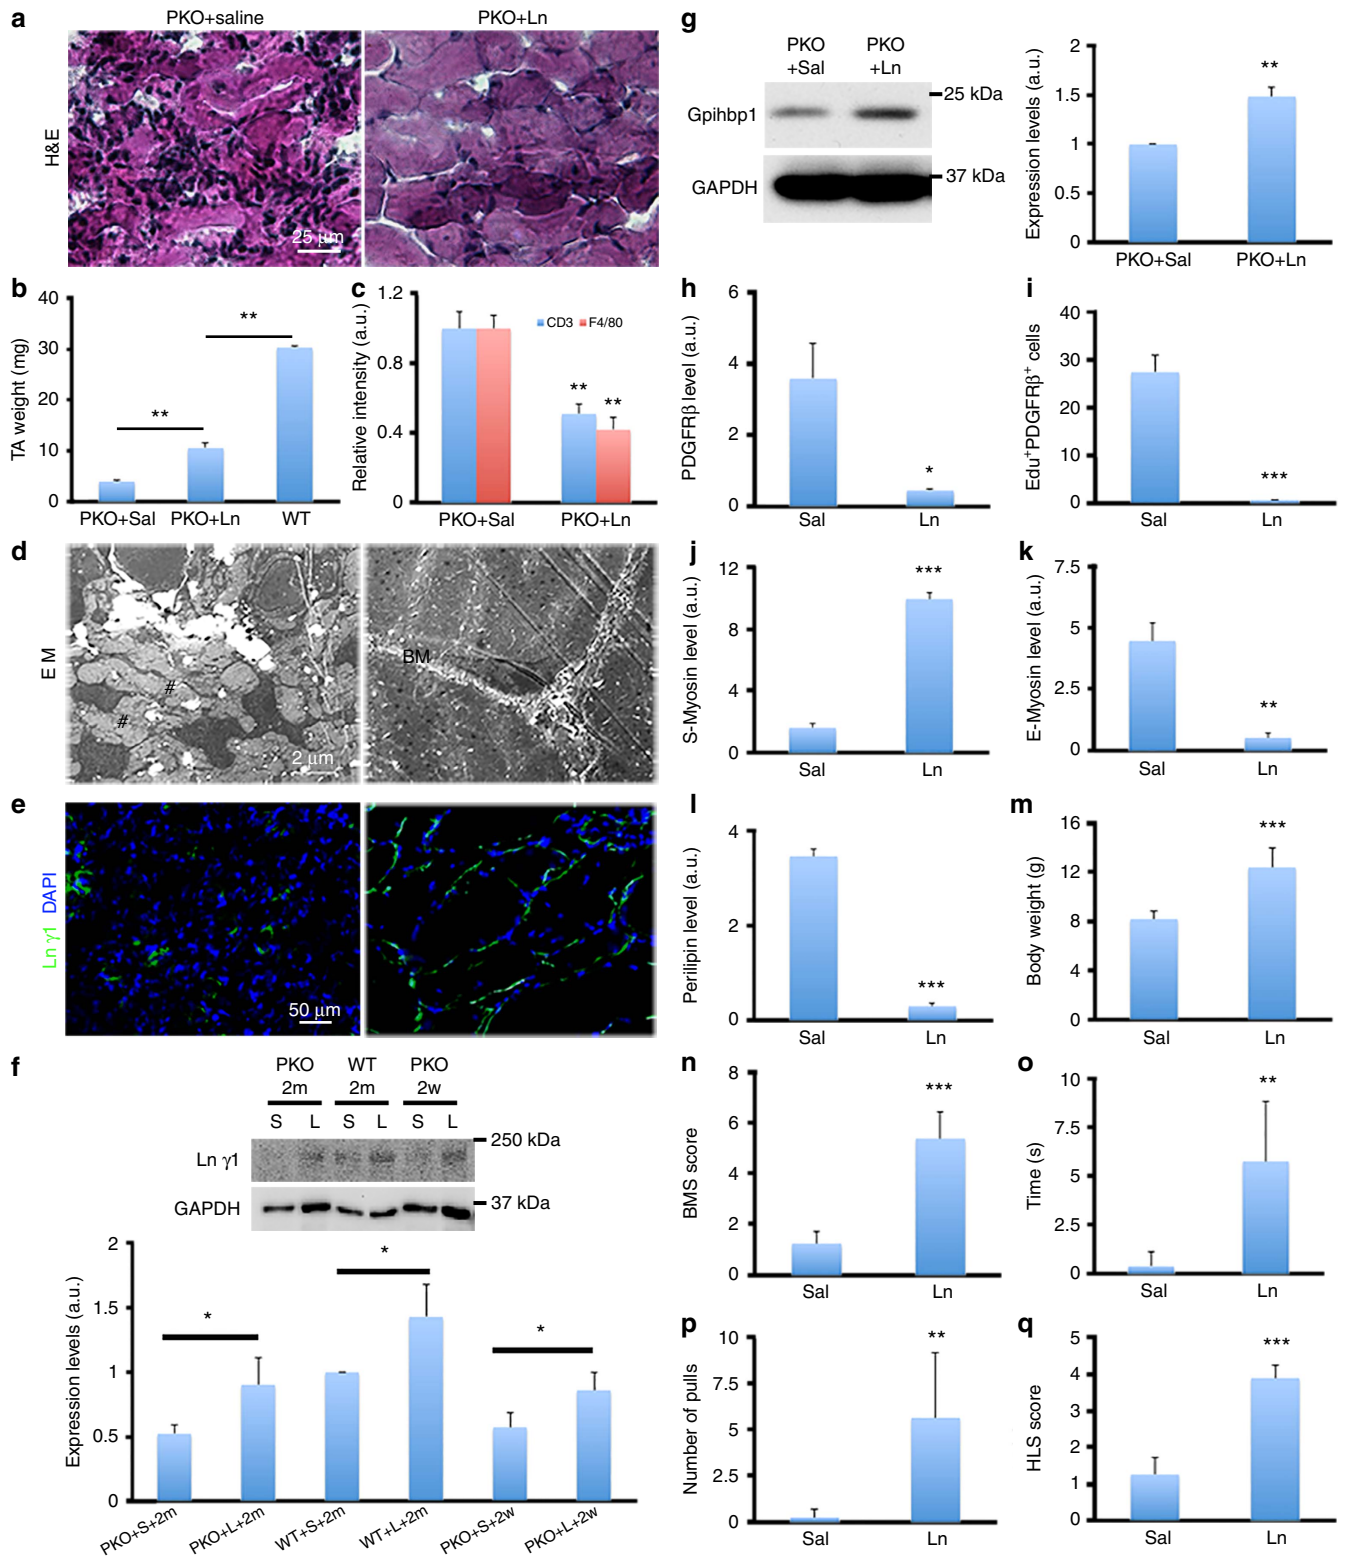 a
PKO+saline
PKO+Ln
H&E
25 μm
b
TA weight (mg)
40
30
20
10
0
**
**
PKO+Sal
PKO+Ln
WT
c
Relative intensity (a.u.)
1.2
0.8
0.4
0
CD3
F4/80
**
**
PKO+Sal
PKO+Ln
d
E M
#
#
2 μm
BM
e
Ln γ1 DAPI
50 μm
f
PKO 2m
WT 2m
PKO 2w
S L S L S L
Ln γ1
250 kDa
GAPDH
37 kDa
Expression levels (a.u.)
2
1.5
1
0.5
0
*
*
*
PKO+S+2m
PKO+L+2m
WT+S+2m
WT+L+2m
PKO+S+2w
PKO+L+2w
g
PKO +Sal
PKO +Ln
Gpihbp1
25 kDa
GAPDH
37 kDa
Expression levels (a.u.)
2
1.5
1
0.5
0
**
PKO+Sal
PKO+Ln
h
PDGFRβ level (a.u.)
6
4
2
0
*
Sal
Ln
i
Edu+PDGFRβ+ cells
40
30
20
10
0
***
Sal
Ln
j
S-Myosin level (a.u.)
12
8
4
0
***
Sal
Ln
k
E-Myosin level (a.u.)
7.5
5
2.5
0
**
Sal
Ln
l
Perilipin level (a.u.)
4
2
0
***
Sal
Ln
m
Body weight (g)
16
12
8
4
0
***
Sal
Ln
n
BMS score
8
6
4
2
0
***
Sal
Ln
o
Time (s)
10
7.5
5
2.5
0
**
Sal
Ln
p
Number of pulls
10
7.5
5
2.5
0
**
Sal
Ln
q
HLS score
5
4
3
2
1
0
***
Sal
Ln